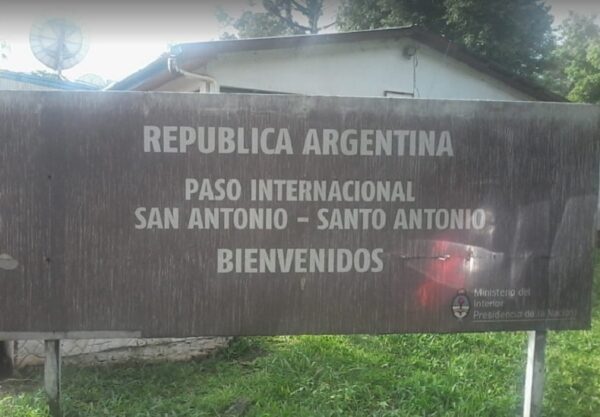 REPUBLICA ARGENTINA
PASO INTERNACIONAL
SAN ANTONIO - SANTO ANTONIO
BIENVENIDOS
Ministerio del
Interior
Presidencia de la Nación